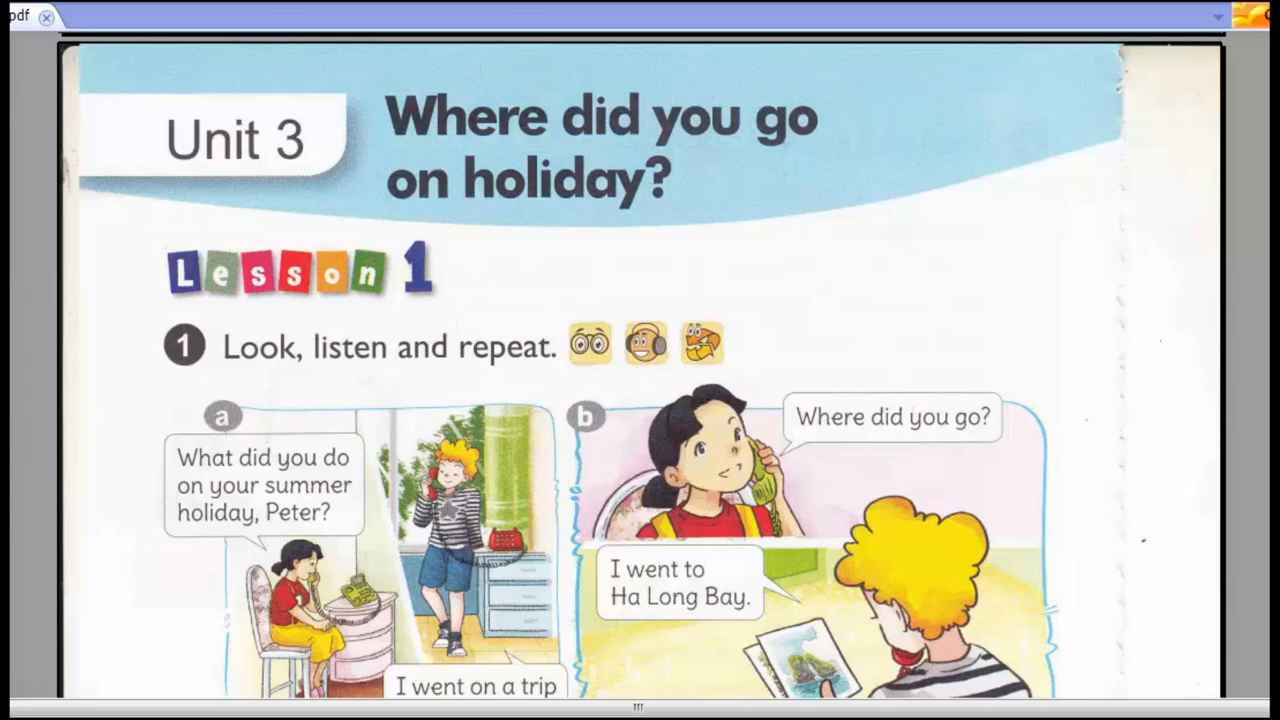 pdf
Unit 3
Where did you go
on holiday?
Lesson 1
1 Look, listen and repeat.
a
What did you do
on your summer
holiday, Peter?
I went on a trip
b
Where did you go?
I went to
Ha Long Bay.